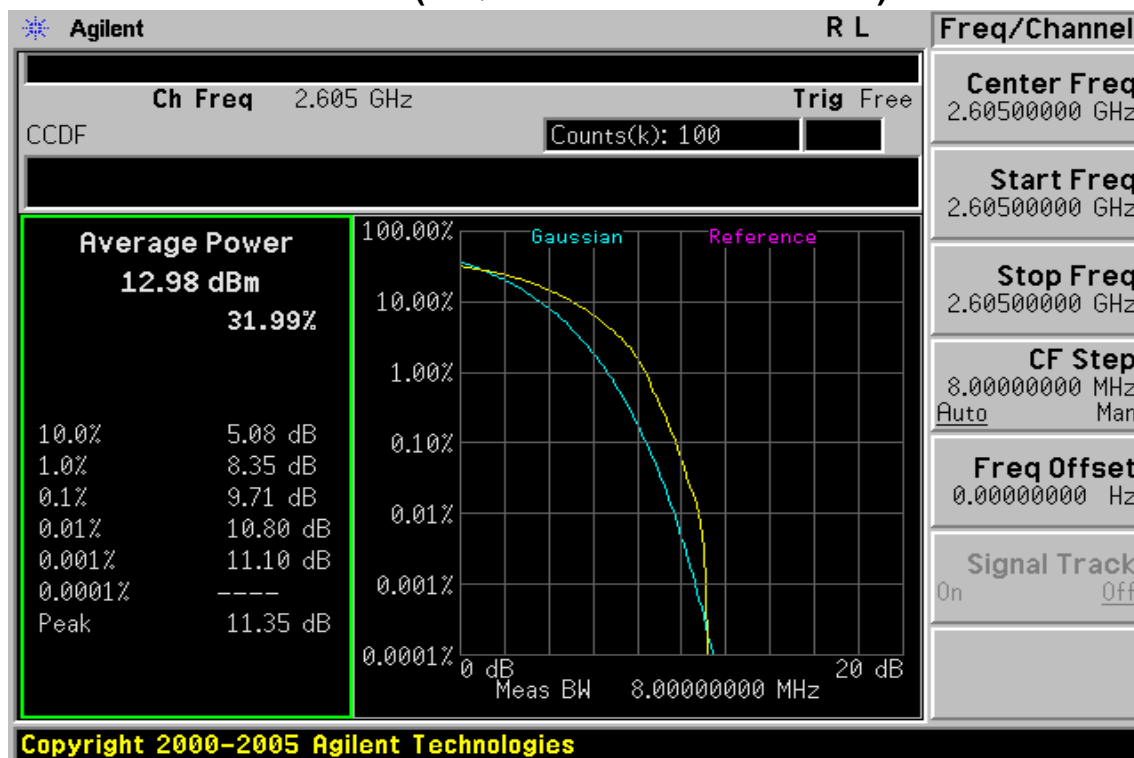 Agilent
R L
Freq/Channel
Ch Freq 2.605 GHz
Trig Free
CCDF
Counts(k): 100
Average Power
12.98 dBm
31.99%
10.0% 5.08 dB
1.0% 8.35 dB
0.1% 9.71 dB
0.01% 10.80 dB
0.001% 11.10 dB
0.0001% ----
Peak 11.35 dB
100.00%
10.00%
1.00%
0.10%
0.01%
0.001%
0.0001%
Gaussian
Reference
0 dB
20 dB
Meas BW 8.00000000 MHz
Center Freq
2.60500000 GHz
Start Freq
2.60500000 GHz
Stop Freq
2.60500000 GHz
CF Step
8.00000000 MHz
Auto Man
Freq Offset
0.00000000 Hz
Signal Track
On Off
Copyright 2000-2005 Agilent Technologies